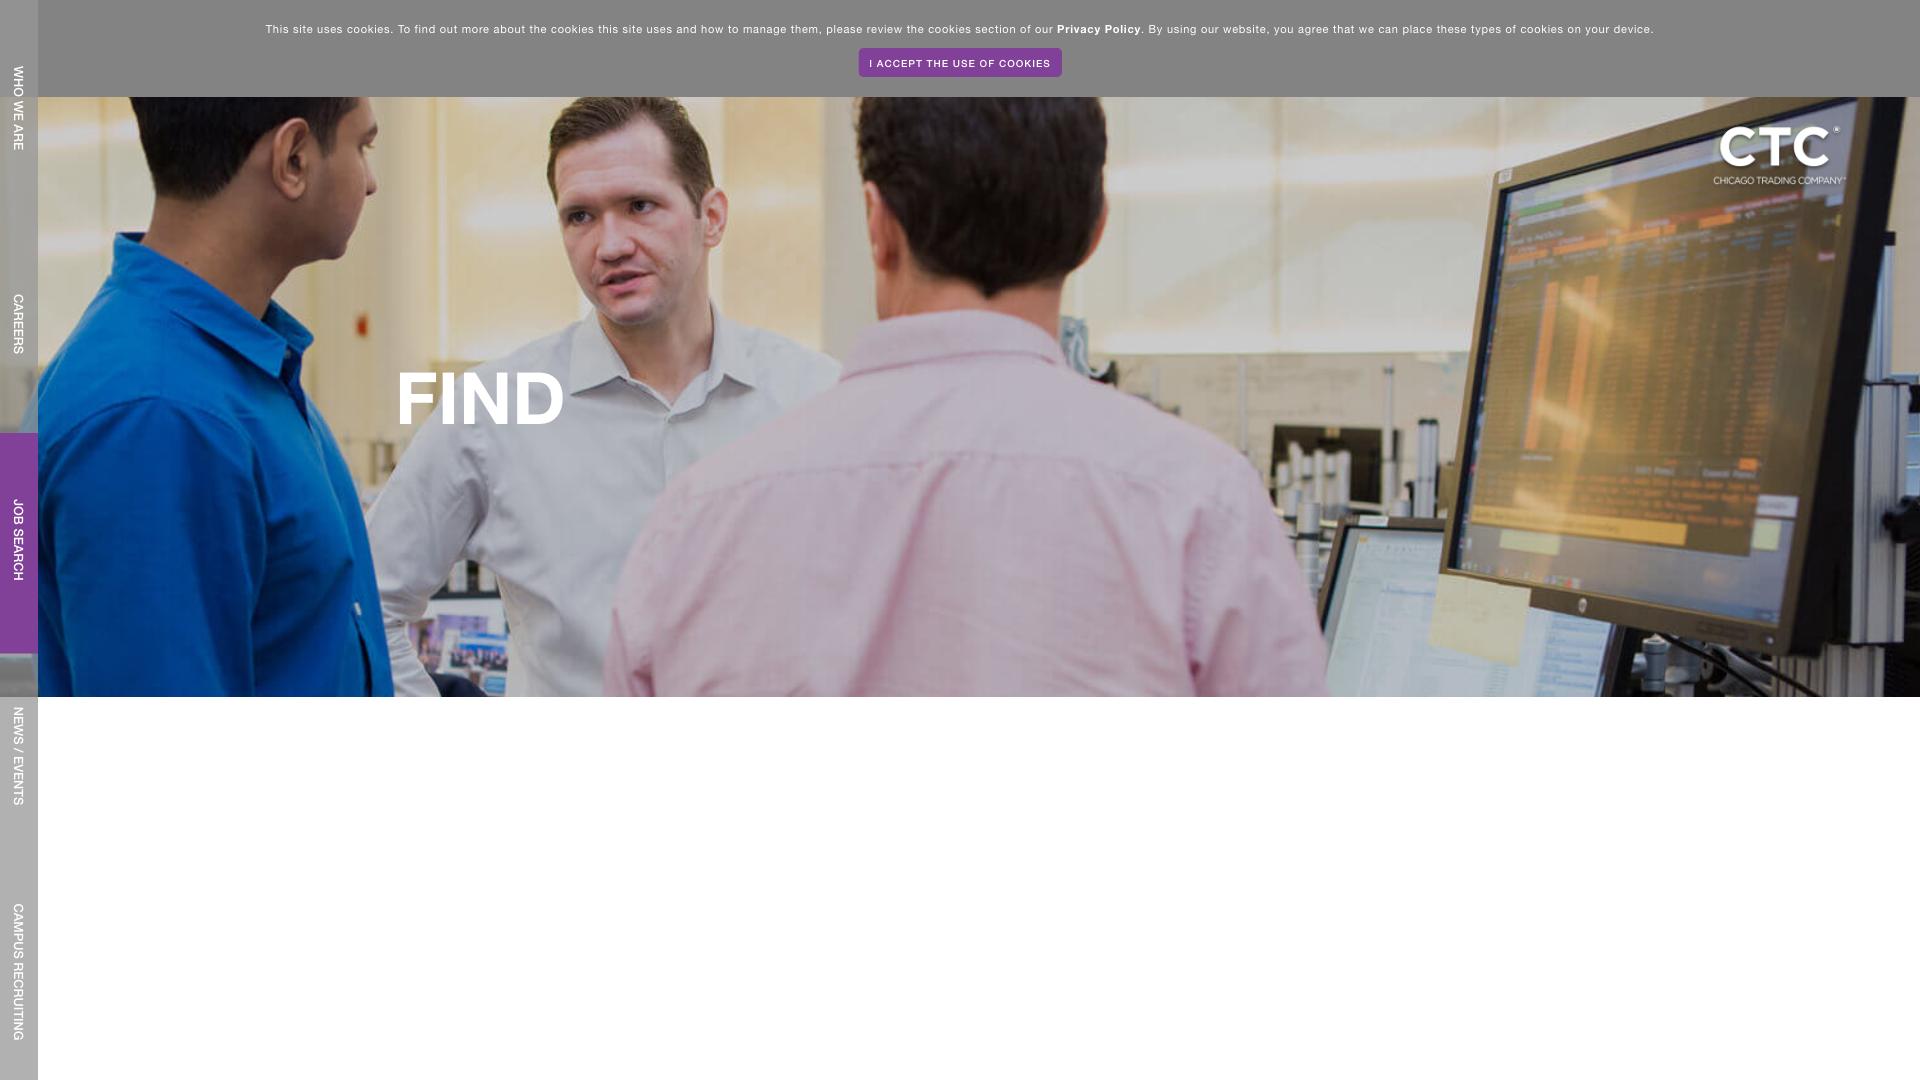 This site uses cookies. To find out more about the cookies this site uses and how to manage them, please review the cookies section of our Privacy Policy. By using our website, you agree that we can place these types of cookies on your device.
I ACCEPT THE USE OF COOKIES
WHO WE ARE
CAREERS
JOB SEARCH
NEWS / EVENTS
CAMPUS RECRUITING
CTC®
CHICAGO TRADING COMPANY
FIND